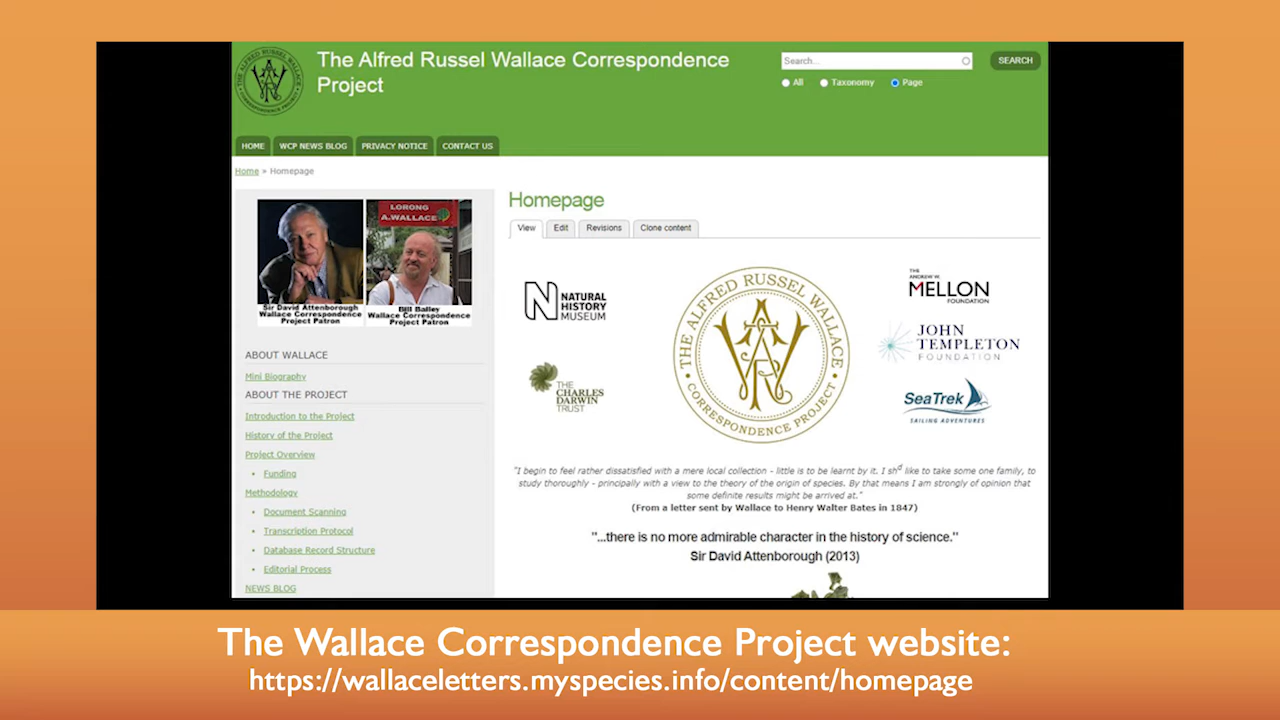 The Alfred Russel Wallace Correspondence
Project
THE ALFRED RUSSEL WALLACE
• CORRESPONDENCE PROJECT •
Search...
SEARCH
All
Taxonomy
Page
HOME
WCP NEWS BLOG
PRIVACY NOTICE
CONTACT US
Home » Homepage
LORONG
A.WALLACE
Sir David Attenborough
Wallace Correspondence
Project Patron
Bill Bailey
Wallace Correspondence
Project Patron
ABOUT WALLACE
Mini Biography
ABOUT THE PROJECT
Introduction to the Project
History of the Project
Project Overview
• Funding
Methodology
• Document Scanning
• Transcription Protocol
• Database Record Structure
• Editorial Process
NEWS BLOG
Homepage
View
Edit
Revisions
Clone content
NATURAL
HISTORY
MUSEUM
THE
CHARLES
DARWIN
TRUST
THE ALFRED RUSSEL WALLACE
• CORRESPONDENCE PROJECT •
THE
ANDREW W.
MELLON
FOUNDATION
JOHN
TEMPLETON
FOUNDATION
SeaTrek
SAILING ADVENTURES
"I begin to feel rather dissatisfied with a mere local collection - little is to be learnt by it. I shd like to take some one family, to
study thoroughly - principally with a view to the theory of the origin of species. By that means I am strongly of opinion that
some definite results might be arrived at."
(From a letter sent by Wallace to Henry Walter Bates in 1847)
"...there is no more admirable character in the history of science."
Sir David Attenborough (2013)
The Wallace Correspondence Project website:
https://wallaceletters.myspecies.info/content/homepage